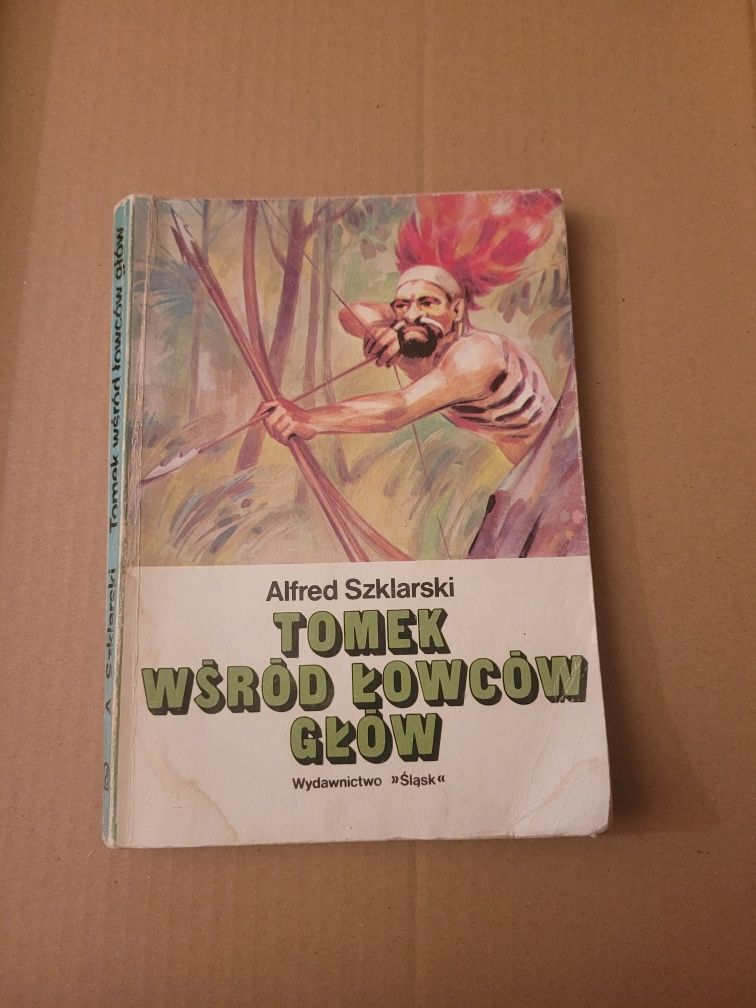 Alfred Szklarski
TOMEK
WŚRÓD ŁOWCÓW
GŁÓW
Wydawnictwo »Śląsk«
A. Szklarski Tomek wśród łowców głów